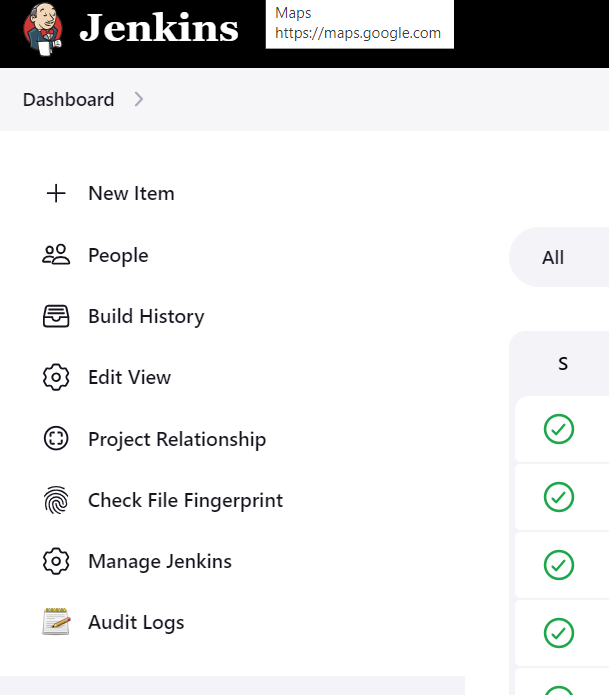 Jenkins
Maps
https://maps.google.com
Dashboard
New Item
People
Build History
Edit View
Project Relationship
Check File Fingerprint
Manage Jenkins
Audit Logs
All
S